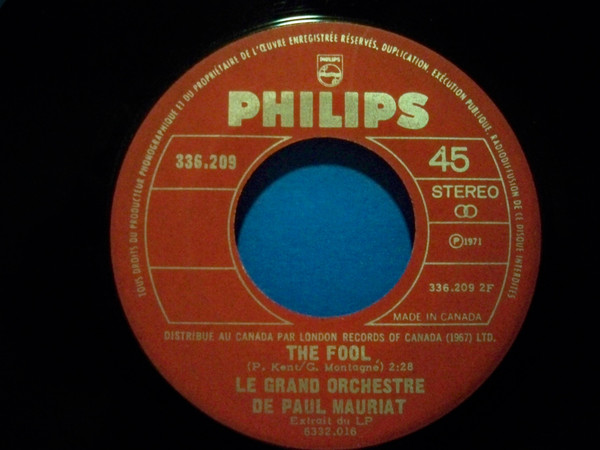 TOUS DROITS DU PRODUCTEUR PHONOGRAPHIQUE ET DU PROPRIÉTAIRE DE L'ŒUVRE ENREGISTRÉE RÉSERVÉS, DUPLICATION, EXÉCUTION PUBLIQUE, RADIODIFFUSION DE CE DISQUE INTERDITES
PHILIPS
PHILIPS
336.209
45
STEREO
Ⓟ1971
336.209 2F
MADE IN CANADA
DISTRIBUÉ AU CANADA PAR LONDON RECORDS OF CANADA (1967) LTD.
THE FOOL
(P. Kent/G. Montagné) 2:28
LE GRAND ORCHESTRE
DE PAUL MAURIAT
Extrait du LP
6332.016